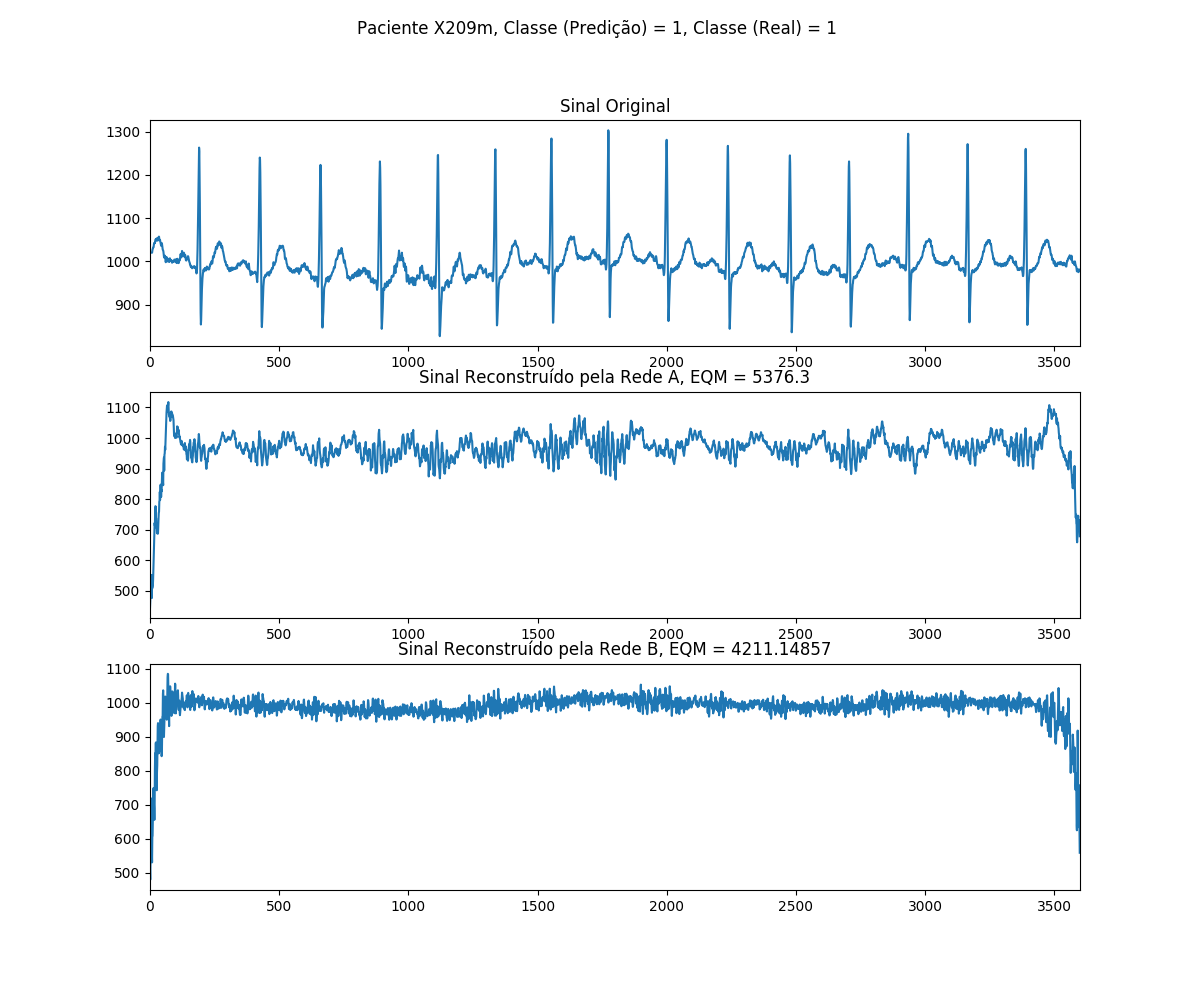 Paciente X209m, Classe (Predição) = 1, Classe (Real) = 1
Sinal Original
1300
1200
1100
1000
900
0 500 1000 1500 2000 2500 3000 3500
Sinal Reconstruído pela Rede A, EQM = 5376.3
1100
1000
900
800
700
600
500
0 500 1000 1500 2000 2500 3000 3500
Sinal Reconstruído pela Rede B, EQM = 4211.14857
1100
1000
900
800
700
600
500
0 500 1000 1500 2000 2500 3000 3500